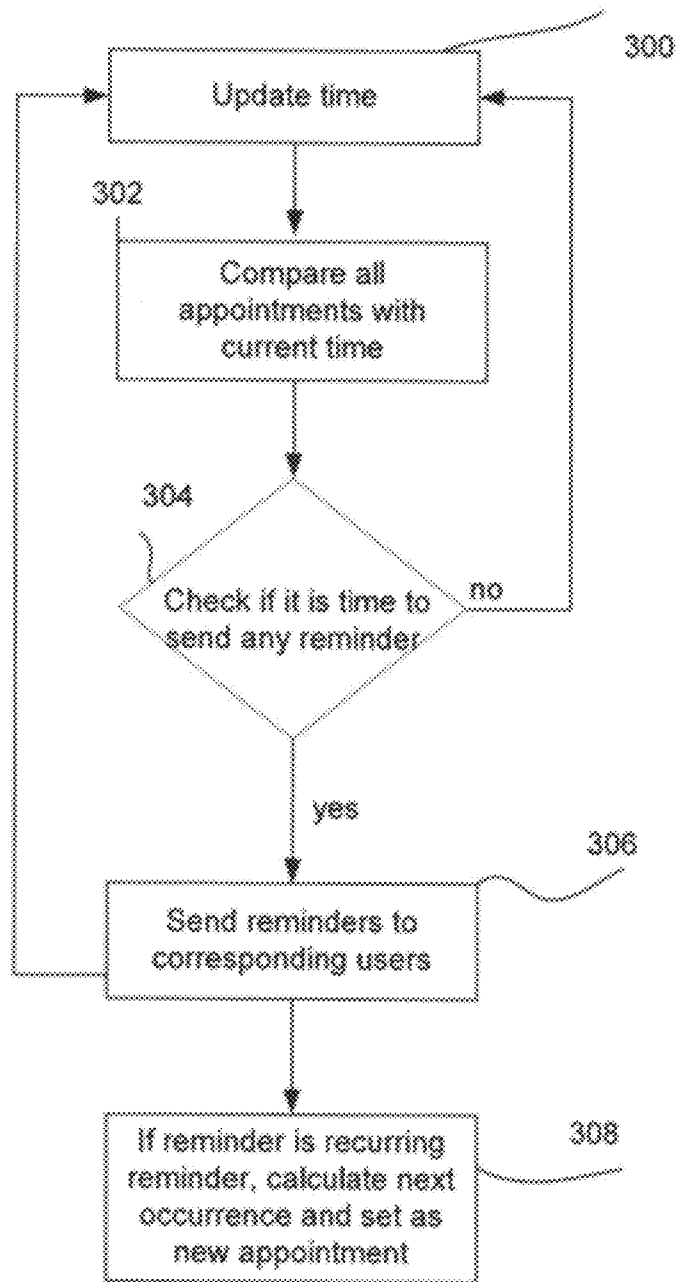 300
Update time
302
Compare all
appointments with
current time
304
Check if it is time to
send any reminder
no
yes
306
Send reminders to
corresponding users
308
If reminder is recurring
reminder, calculate next
occurrence and set as
new appointment